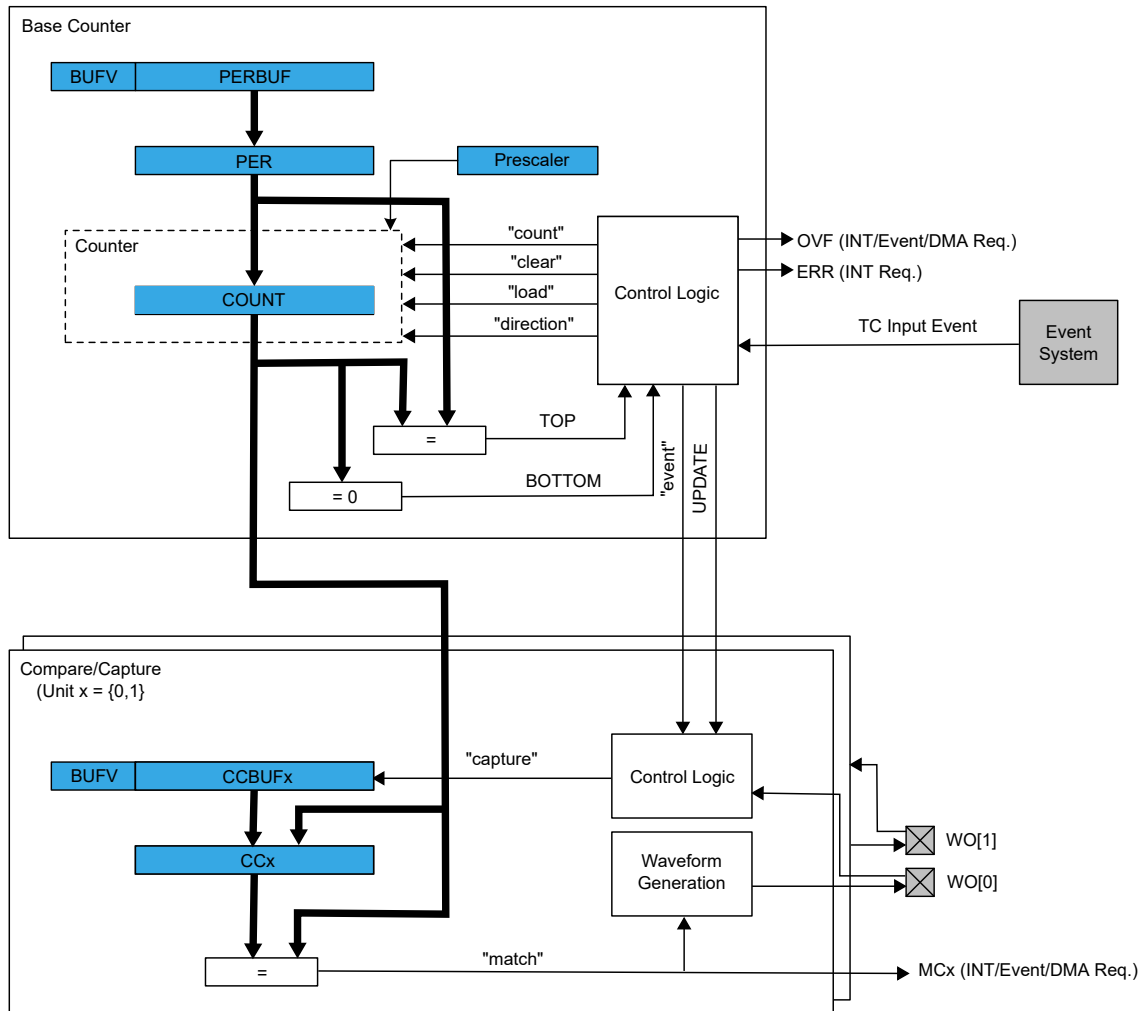 Base Counter
BUFV
PERBUF
PER
Prescaler
Counter
COUNT
"count"
"clear"
"load"
"direction"
Control Logic
OVF (INT/Event/DMA Req.)
ERR (INT Req.)
TC Input Event
Event
System
=
TOP
= 0
BOTTOM
"event"
UPDATE
Compare/Capture
(Unit x = {0,1}
BUFV
CCBUFx
"capture"
Control Logic
CCx
Waveform
Generation
WO[1]
WO[0]
=
"match"
MCx (INT/Event/DMA Req.)